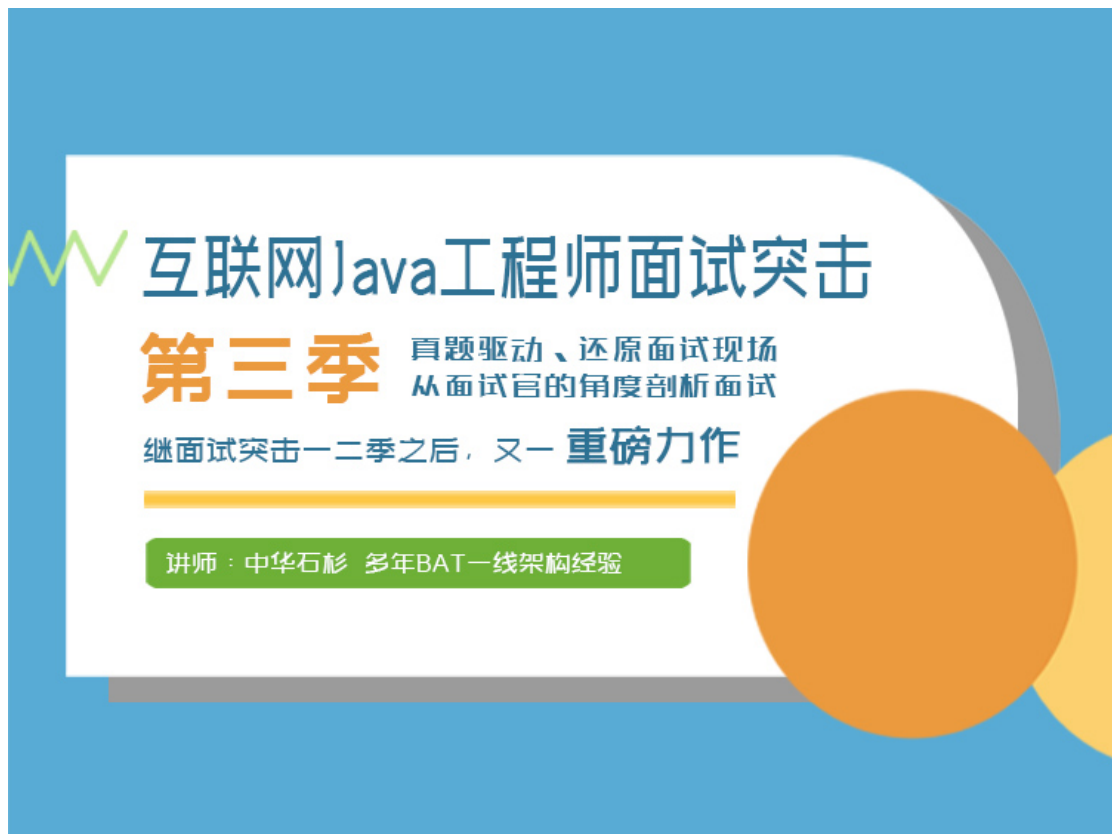 互联网Java工程师面试突击
第三季
真题驱动、还原面试现场
从面试官的角度剖析面试
继面试突击一二季之后，又一 重磅力作
讲师：中华石杉 多年BAT一线架构经验